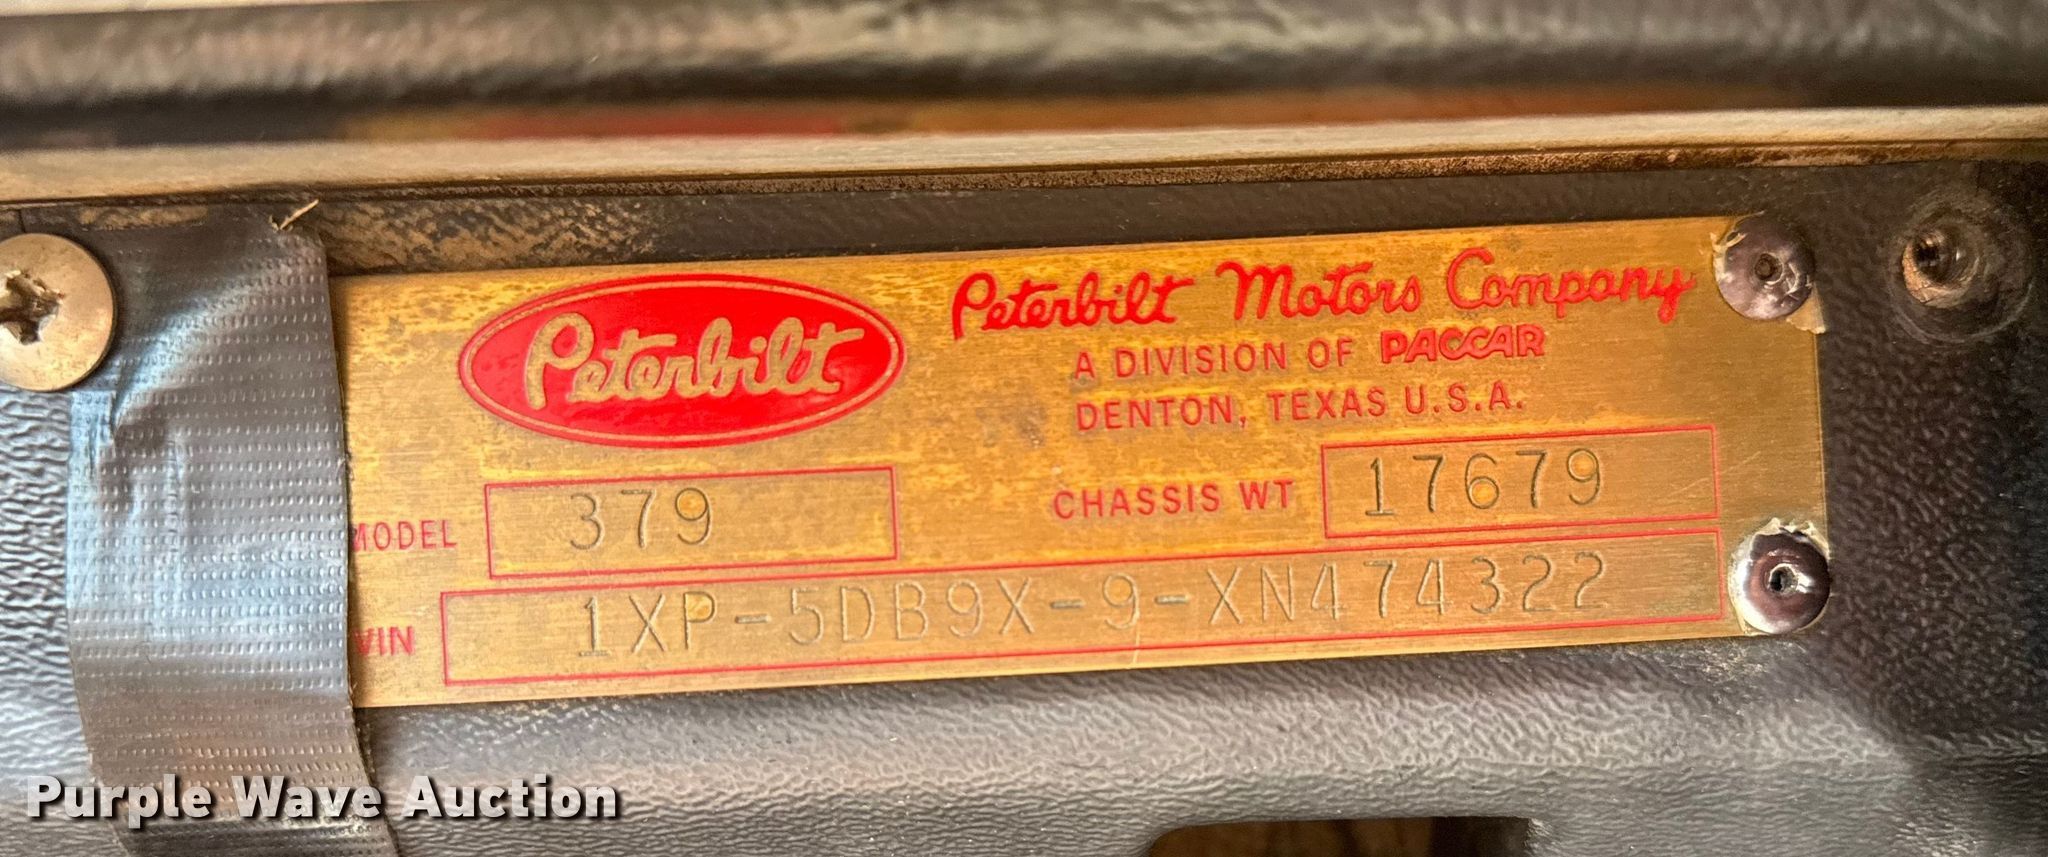 Peterbilt
Peterbilt Motors Company
A DIVISION OF PACCAR
DENTON, TEXAS U.S.A.
MODEL 379
CHASSIS WT 17679
VIN 1XP-5DB9X-9-XN474322
Purple Wave Auction